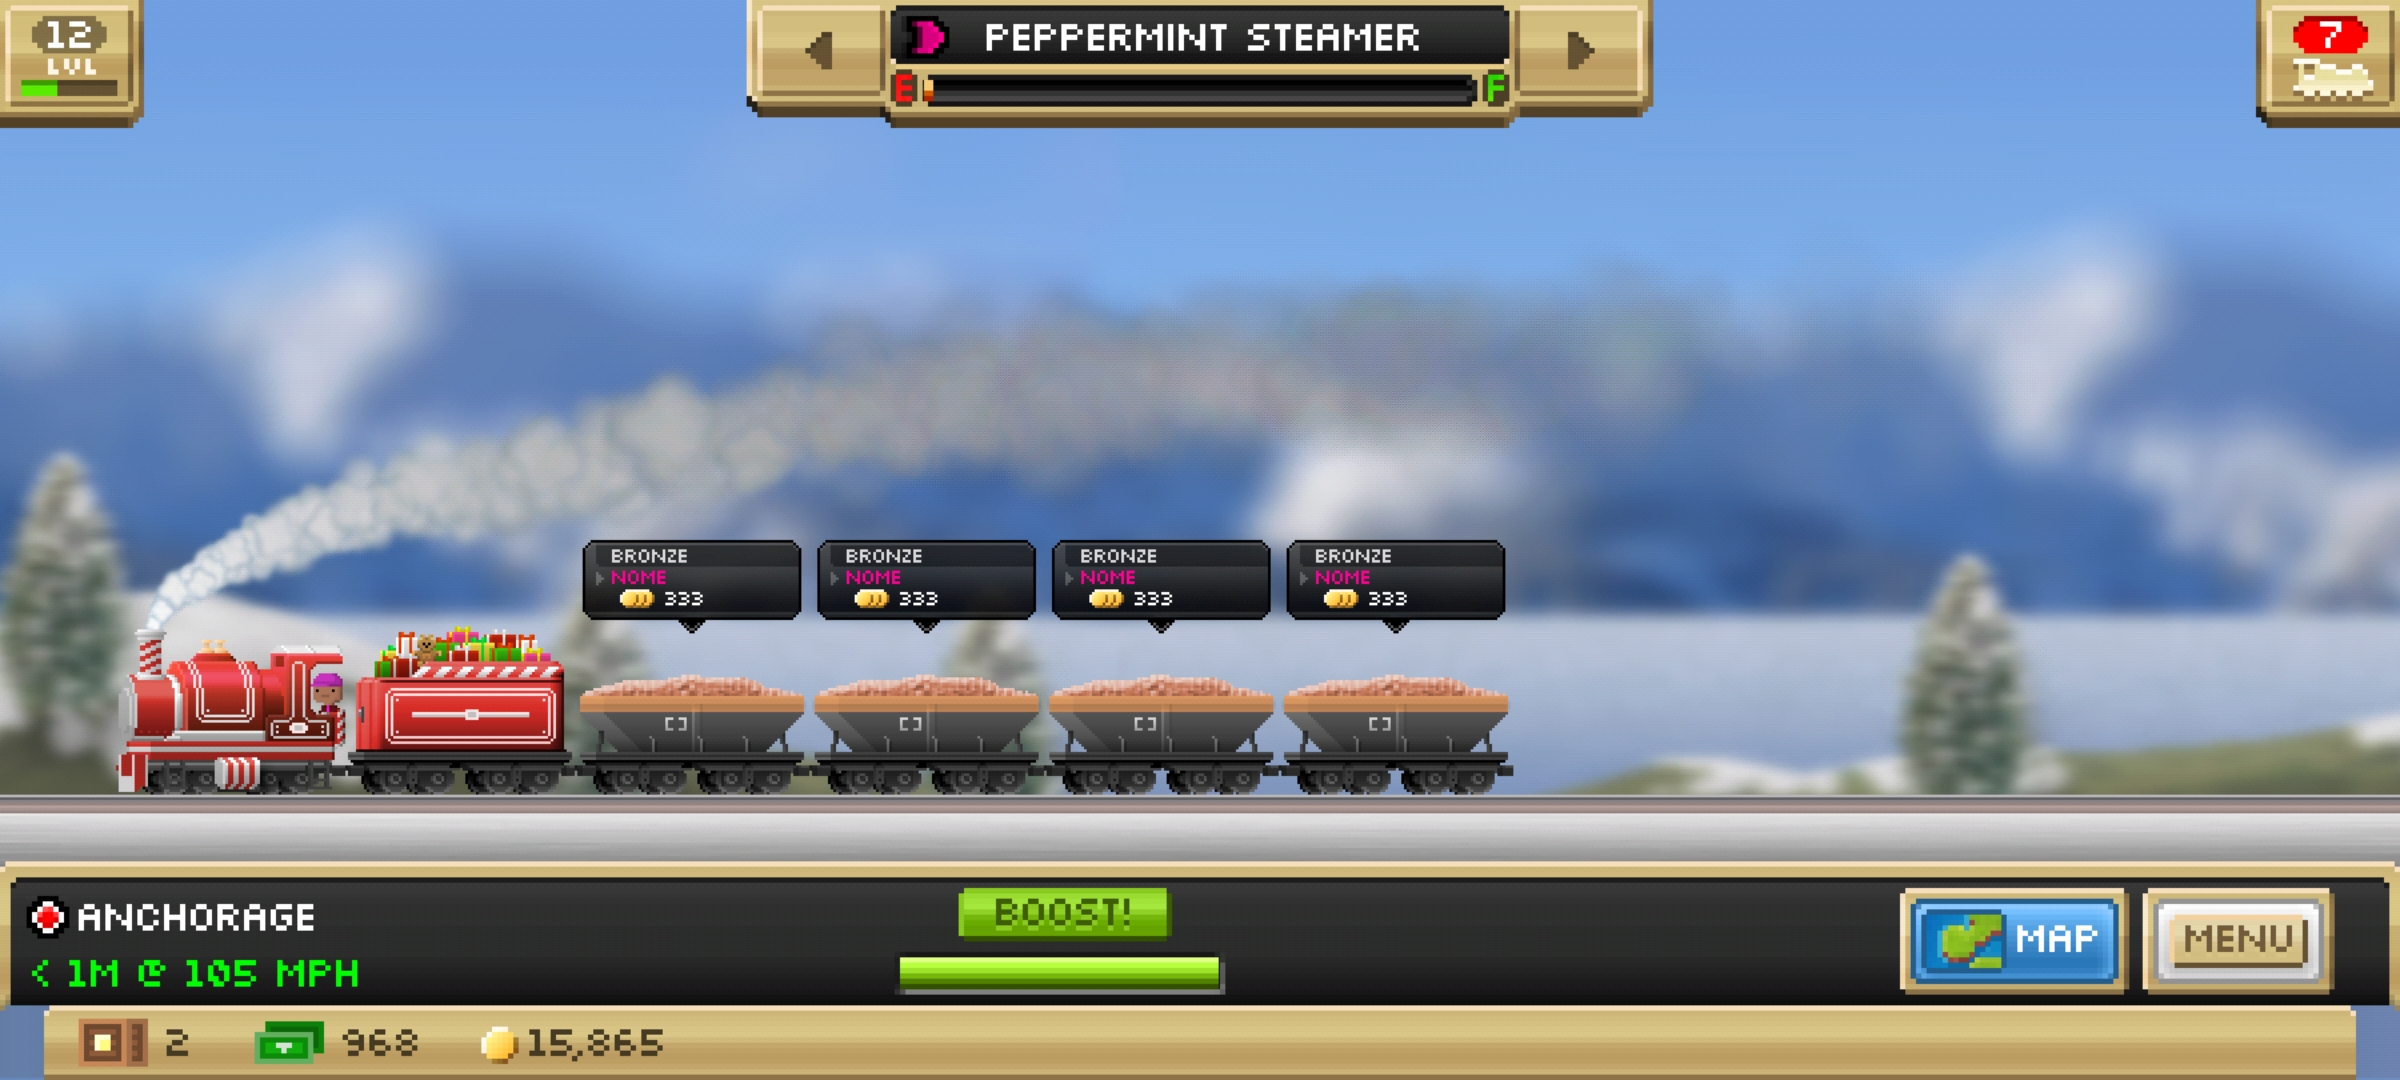 12
LVL
PEPPERMINT STEAMER
E F
7
BRONZE
NOME
333
BRONZE
NOME
333
BRONZE
NOME
333
BRONZE
NOME
333
ANCHORAGE
< 1M @ 105 MPH
BOOST!
MAP
MENU
2
968
15,865